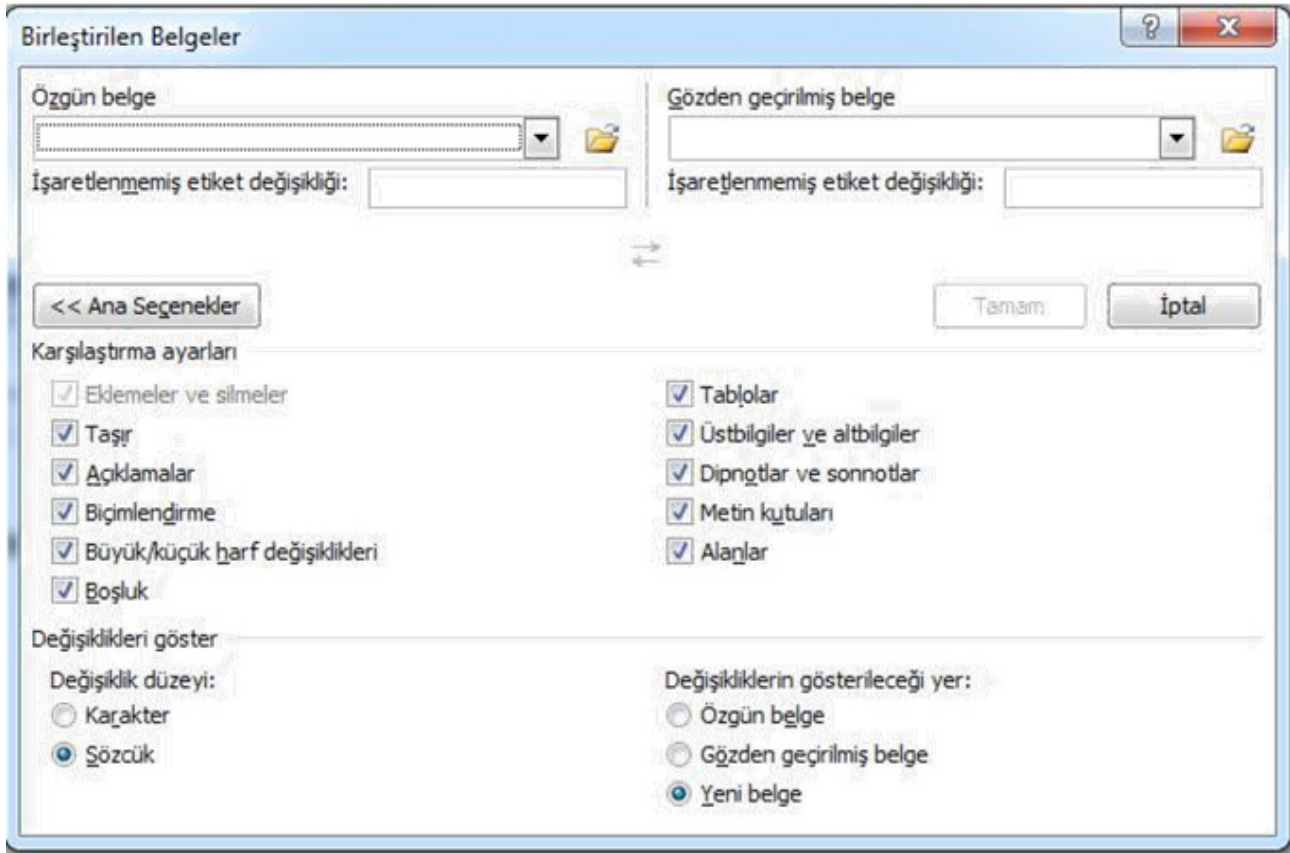 Birleştirilen Belgeler
Özgün belge
Gözden geçirilmiş belge
İşaretlenmemiş etiket değişikliği:
İşaretlenmemiş etiket değişikliği:
<< Ana Seçenekler
Tamam
İptal
Karşılaştırma ayarları
Eklemeler ve silmeler
Taşır
Açıklamalar
Biçimlendirme
Büyük/küçük harf değişiklikleri
Boşluk
Tablolar
Üstbilgiler ve altbilgiler
Dipnotlar ve sonnotlar
Metin kutuları
Alanlar
Değişiklikleri göster
Değişiklik düzeyi:
Karakter
Sözcük
Değişikliklerin gösterileceği yer:
Özgün belge
Gözden geçirilmiş belge
Yeni belge